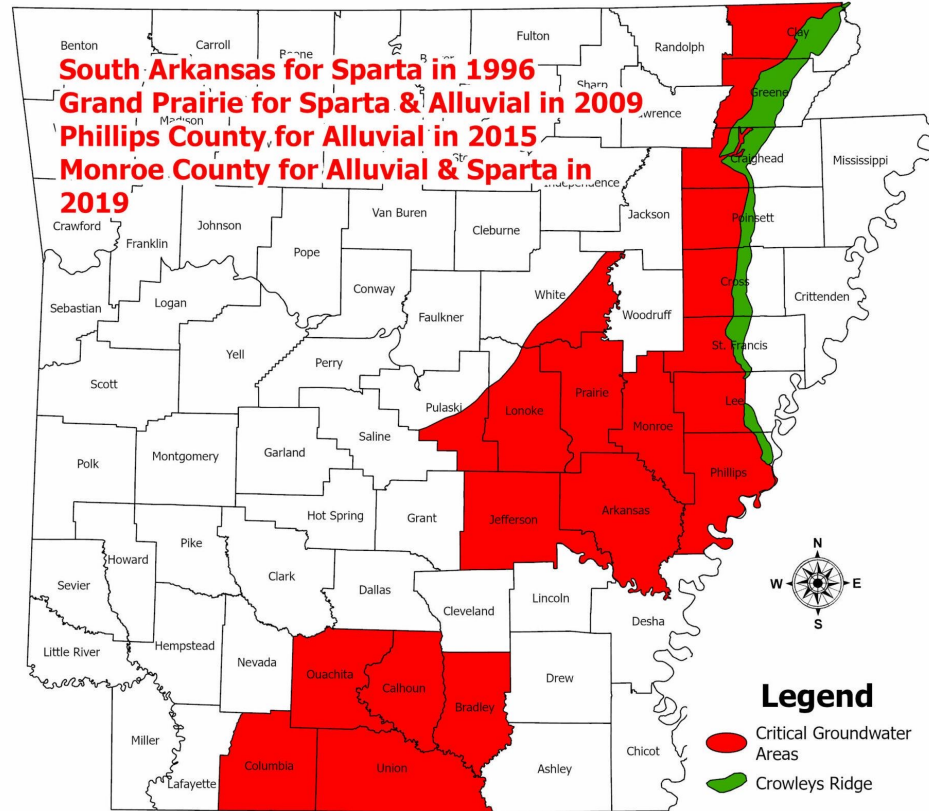 Benton
Carroll
Boone
Fulton
Randolph
Clay
South Arkansas for Sparta in 1996
Sharp
Greene
Grand Prairie for Sparta & Alluvial in 2009
Lawrence
Madison
Phillips County for Alluvial in 2015
Craighead
Mississippi
Monroe County for Alluvial & Sparta in
2019
Independence
Crawford
Franklin
Johnson
Pope
Van Buren
Cleburne
Jackson
Poinsett
Sebastian
Logan
Conway
Faulkner
White
Woodruff
Cross
Crittenden
Scott
Yell
Perry
Pulaski
Lonoke
Prairie
Monroe
St. Francis
Lee
Polk
Montgomery
Garland
Saline
Phillips
Hot Spring
Grant
Jefferson
Arkansas
Sevier
Howard
Pike
Clark
Dallas
Cleveland
Lincoln
Desha
N
W
E
S
Little River
Hempstead
Nevada
Ouachita
Calhoun
Bradley
Drew
Miller
Lafayette
Columbia
Union
Ashley
Chicot
Legend
Critical Groundwater
Areas
Crowleys Ridge